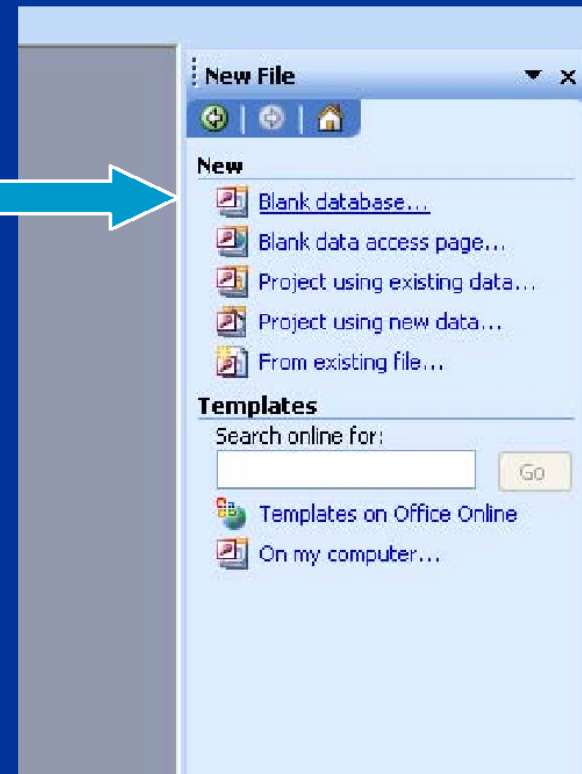 New File
New
Blank database...
Blank data access page...
Project using existing data...
Project using new data...
From existing file...
Templates
Search online for:
Go
Templates on Office Online
On my computer...